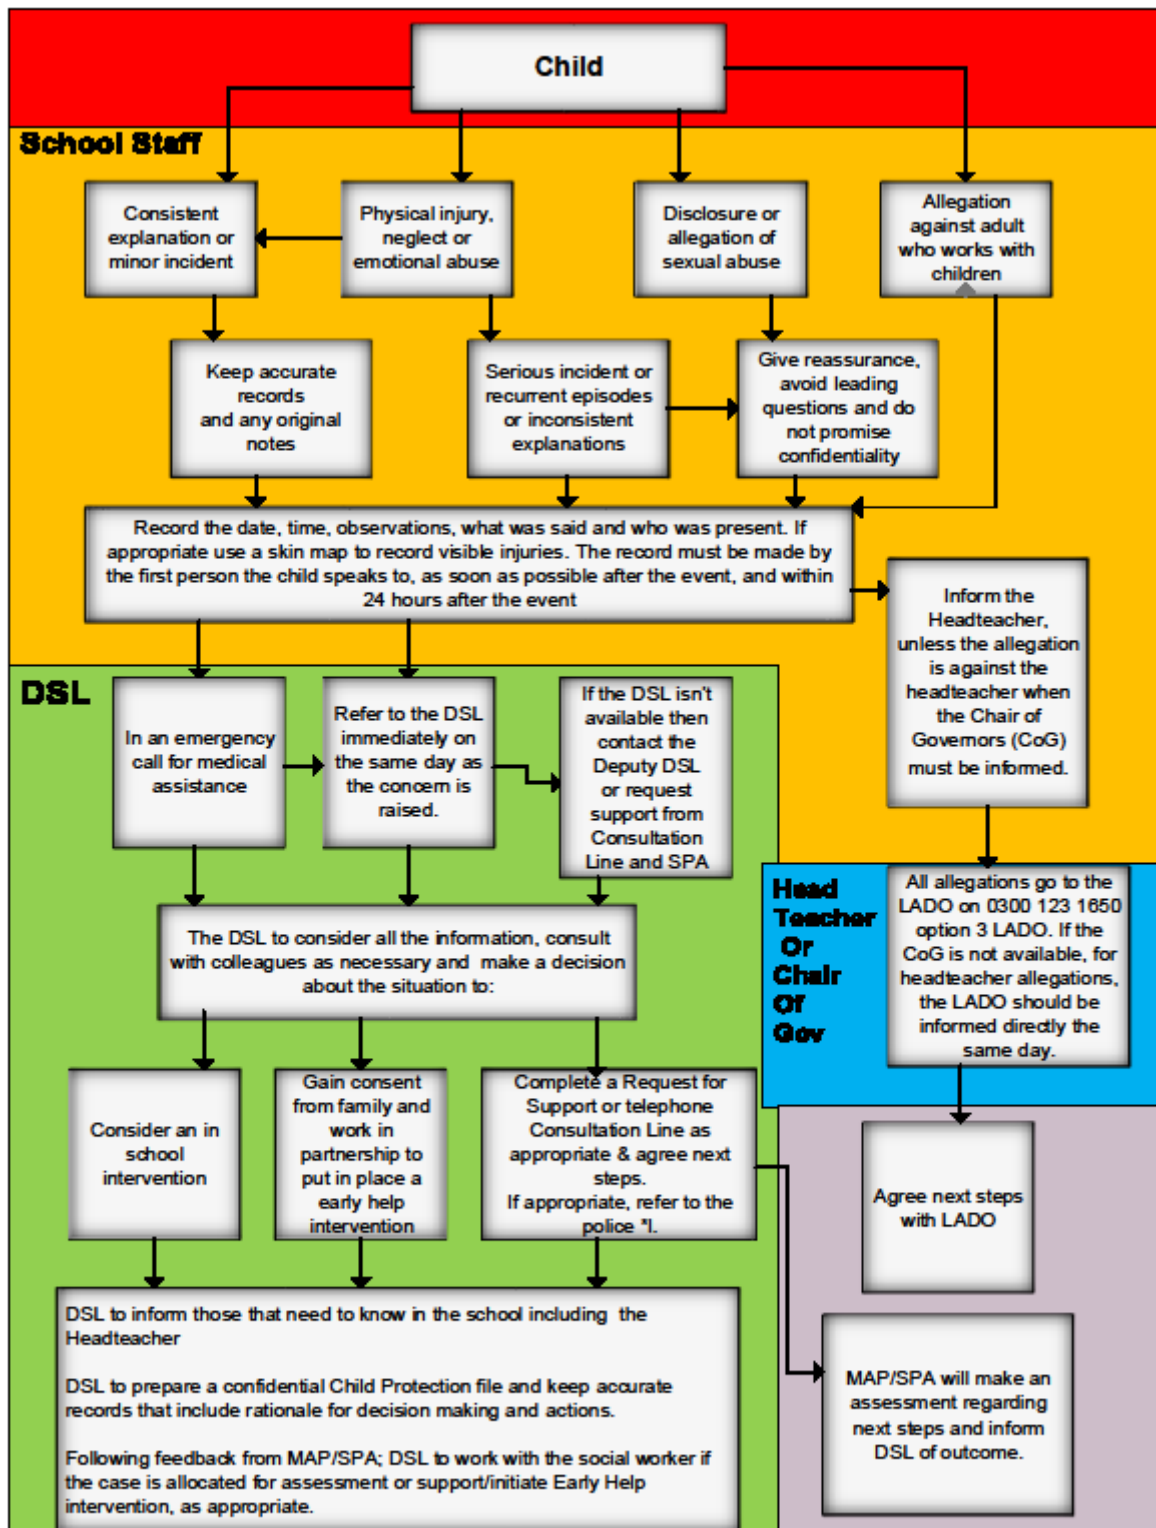 Child
School Staff
Consistent
explanation or
minor incident
Physical injury,
neglect or
emotional abuse
Disclosure or
allegation of
sexual abuse
Allegation
against adult
who works with
children
Keep accurate
records
and any original
notes
Serious incident or
recurrent episodes
or inconsistent
explanations
Give reassurance,
avoid leading
questions and do
not promise
confidentiality
Record the date, time, observations, what was said and who was present. If
appropriate use a skin map to record visible injuries. The record must be made by
the first person the child speaks to, as soon as possible after the event, and within
24 hours after the event
Inform the
Headteacher,
unless the allegation
is against the
headteacher when
the Chair of
Governors (CoG)
must be informed.
DSL
In an emergency
call for medical
assistance
Refer to the DSL
immediately on
the same day as
the concern is
raised.
If the DSL isn't
available then
contact the
Deputy DSL
or request
support from
Consultation
Line and SPA
Head
Teacher
Or
Chair
Of
Gov
All allegations go to the
LADO on 0300 123 1650
option 3 LADO. If the
CoG is not available, for
headteacher allegations,
the LADO should be
informed directly the
same day.
The DSL to consider all the information, consult
with colleagues as necessary and make a decision
about the situation to:
Consider an in
school
intervention
Gain consent
from family and
work in
partnership to
put in place a
early help
intervention
Complete a Request for
Support or telephone
Consultation Line as
appropriate & agree next
steps.
If appropriate, refer to the
police *I.
Agree next steps
with LADO
DSL to inform those that need to know in the school including the
Headteacher
DSL to prepare a confidential Child Protection file and keep accurate
records that include rationale for decision making and actions.
Following feedback from MAP/SPA; DSL to work with the social worker if
the case is allocated for assessment or support/initiate Early Help
intervention, as appropriate.
MAP/SPA will make an
assessment regarding
next steps and inform
DSL of outcome.